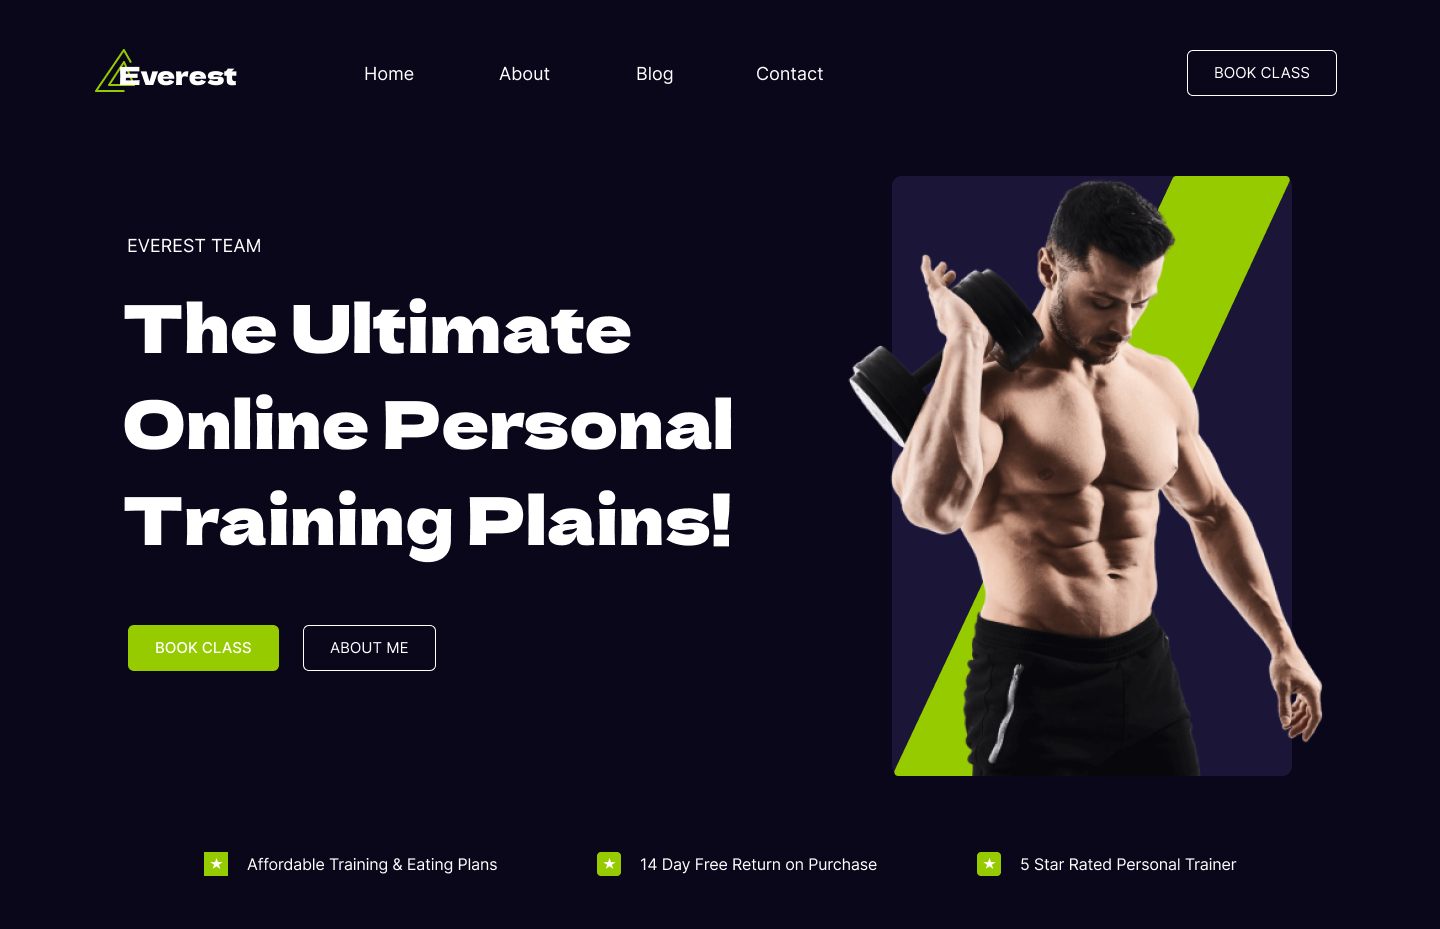 Everest
Home
About
Blog
Contact
BOOK CLASS
EVEREST TEAM
The Ultimate
Online Personal
Training Plains!
BOOK CLASS
ABOUT ME
Affordable Training & Eating Plans
14 Day Free Return on Purchase
5 Star Rated Personal Trainer